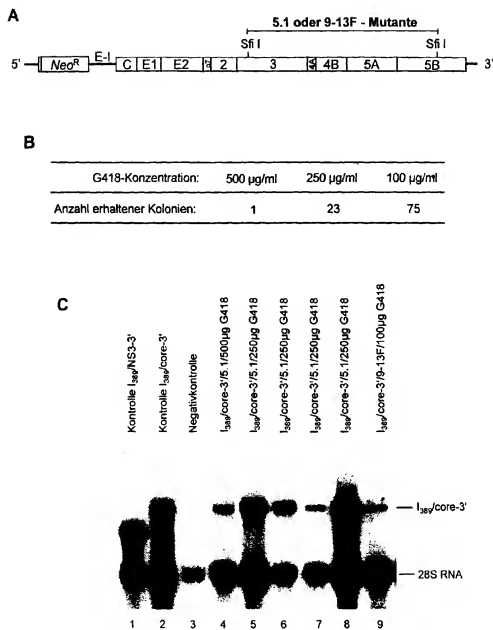 A
5.1 oder 9-13F - Mutante
Sfi I Sfi I
5' NeoR E-I C E1 E2 2 3 4B 5A 5B 3'
B
G418-Konzentration: 500 µg/ml 250 µg/ml 100 µg/ml
Anzahl erhaltener Kolonien: 1 23 75
C
Kontrolle I389/NS3-3'
Kontrolle I389/core-3'
Negativkontrolle
I389/core-3'/5.1/500µg G418
I389/core-3'/5.1/250µg G418
I389/core-3'/5.1/250µg G418
I389/core-3'/5.1/250µg G418
I389/core-3'/5.1/250µg G418
I389/core-3'/9-13F/100µg G418
I389/core-3'
28S RNA
1 2 3 4 5 6 7 8 9